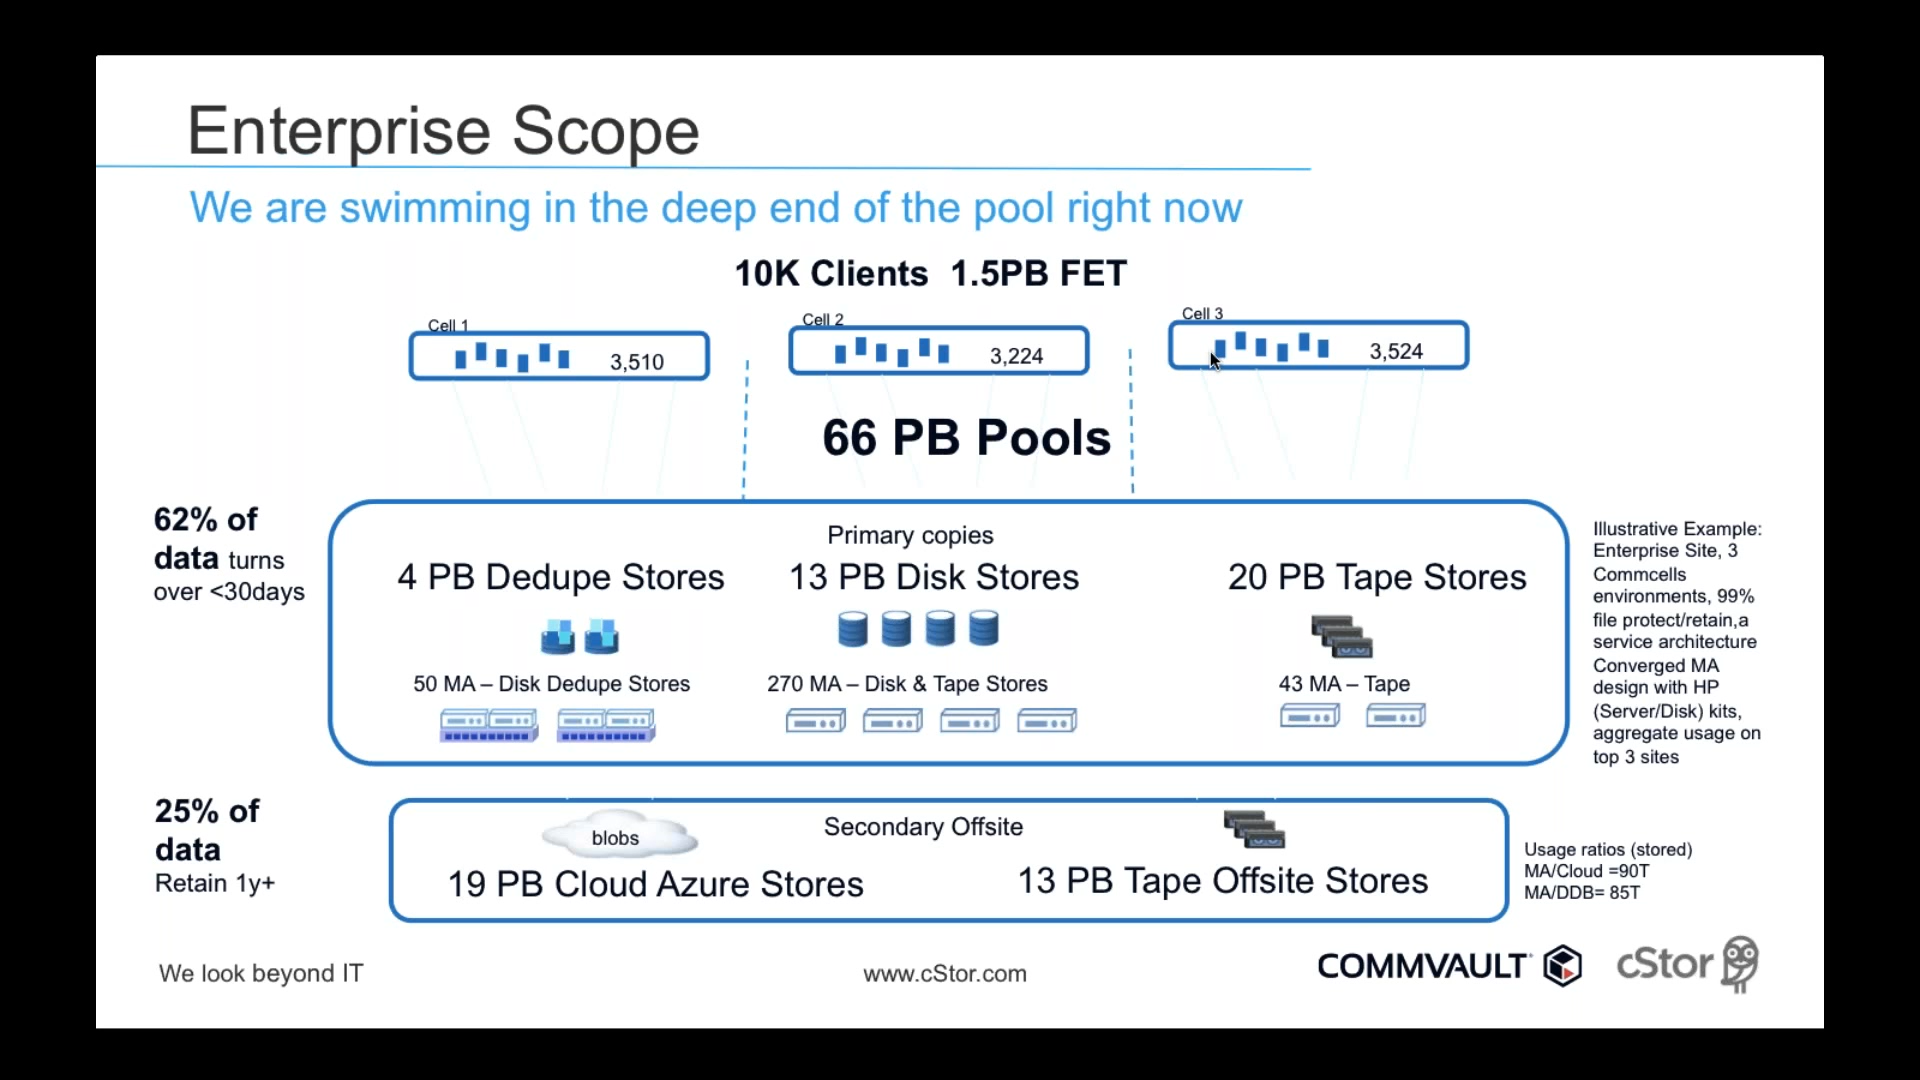 Enterprise Scope
We are swimming in the deep end of the pool right now
10K Clients 1.5PB FET
Cell 1
3,510
Cell 2
3,224
Cell 3
3,524
66 PB Pools
62% of
data turns
over <30days
Primary copies
4 PB Dedupe Stores
13 PB Disk Stores
20 PB Tape Stores
50 MA – Disk Dedupe Stores
270 MA – Disk & Tape Stores
43 MA – Tape
Illustrative Example:
Enterprise Site, 3
Commcells
environments, 99%
file protect/retain,a
service architecture
Converged MA
design with HP
(Server/Disk) kits,
aggregate usage on
top 3 sites
25% of
data
Retain 1y+
blobs
Secondary Offsite
19 PB Cloud Azure Stores
13 PB Tape Offsite Stores
Usage ratios (stored)
MA/Cloud =90T
MA/DDB= 85T
We look beyond IT
www.cStor.com
COMMVAULT
cStor